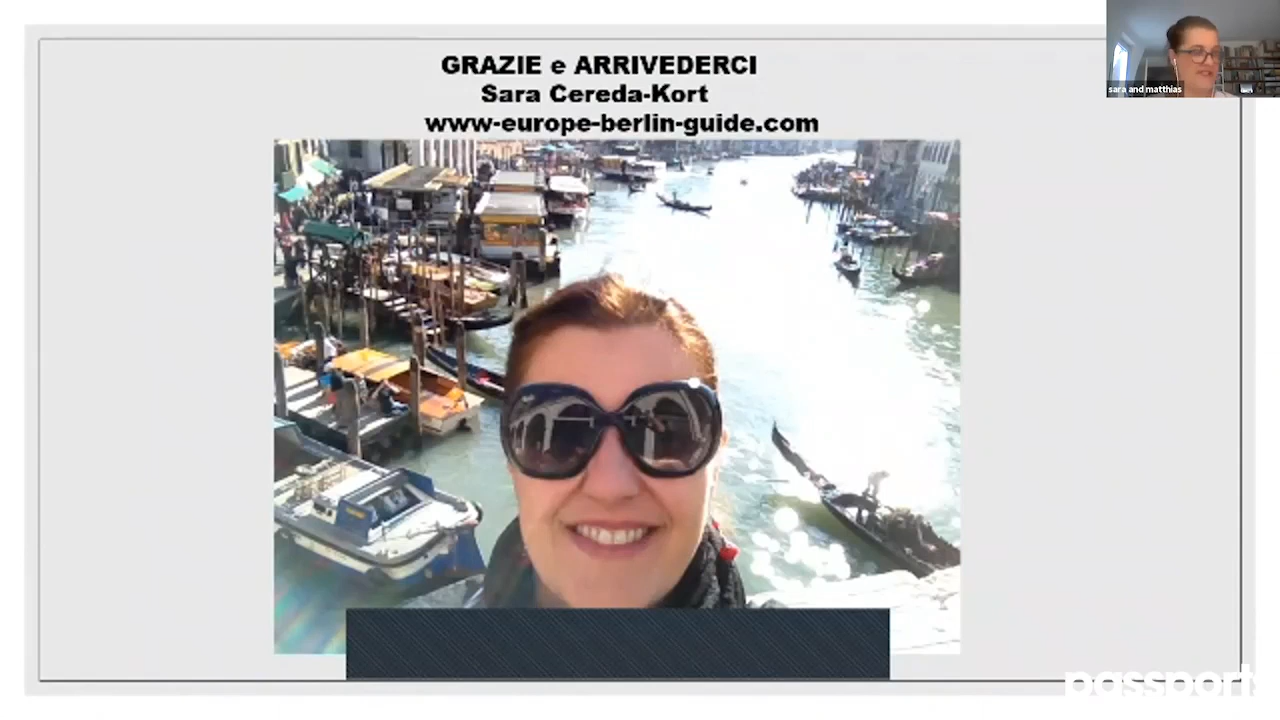 GRAZIE e ARRIVEDERCI
Sara Cereda-Kort
www-europe-berlin-guide.com
sara and matthias
passport